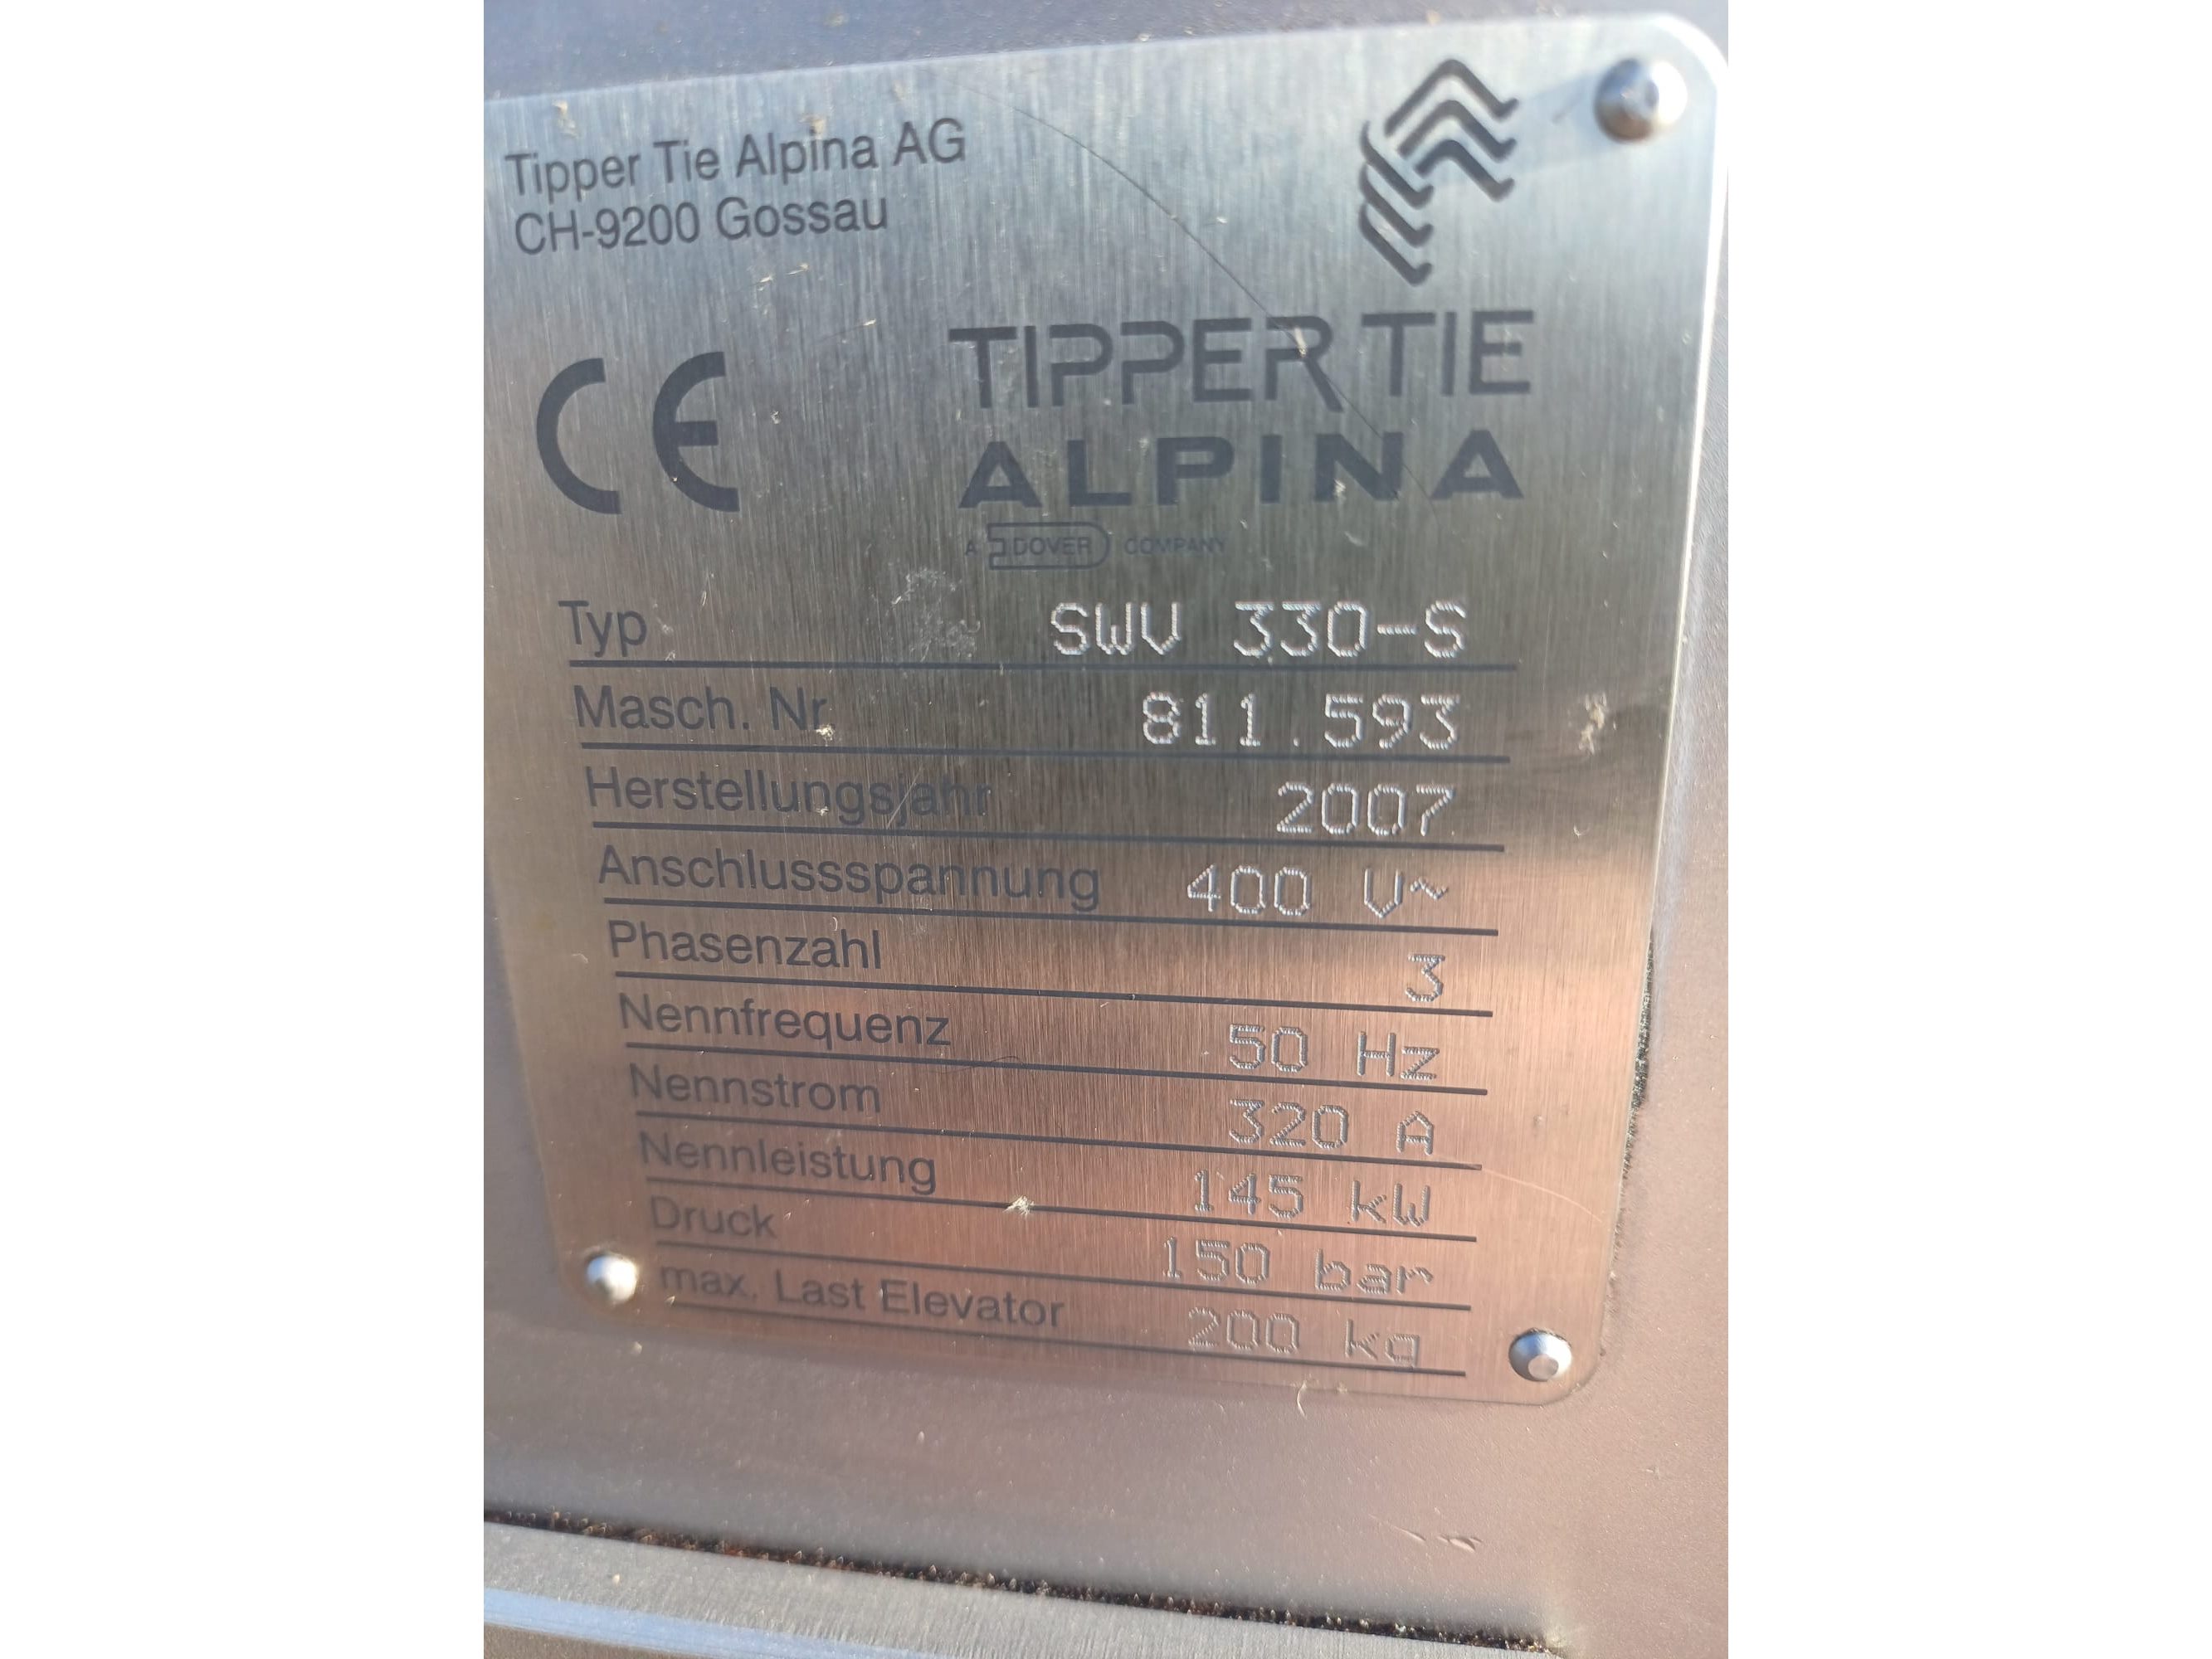 Tipper Tie Alpina AG
CH-9200 Gossau
CE
TIPPER TIE
ALPINA
A DOVER COMPANY
Typ SWV 330-S
Masch. Nr. 811.593
Herstellungsjahr 2007
Anschlussspannung 400 V~
Phasenzahl 3
Nennfrequenz 50 Hz
Nennstrom 320 A
Nennleistung 145 kW
Druck 150 bar
max. Last Elevator 200 kg